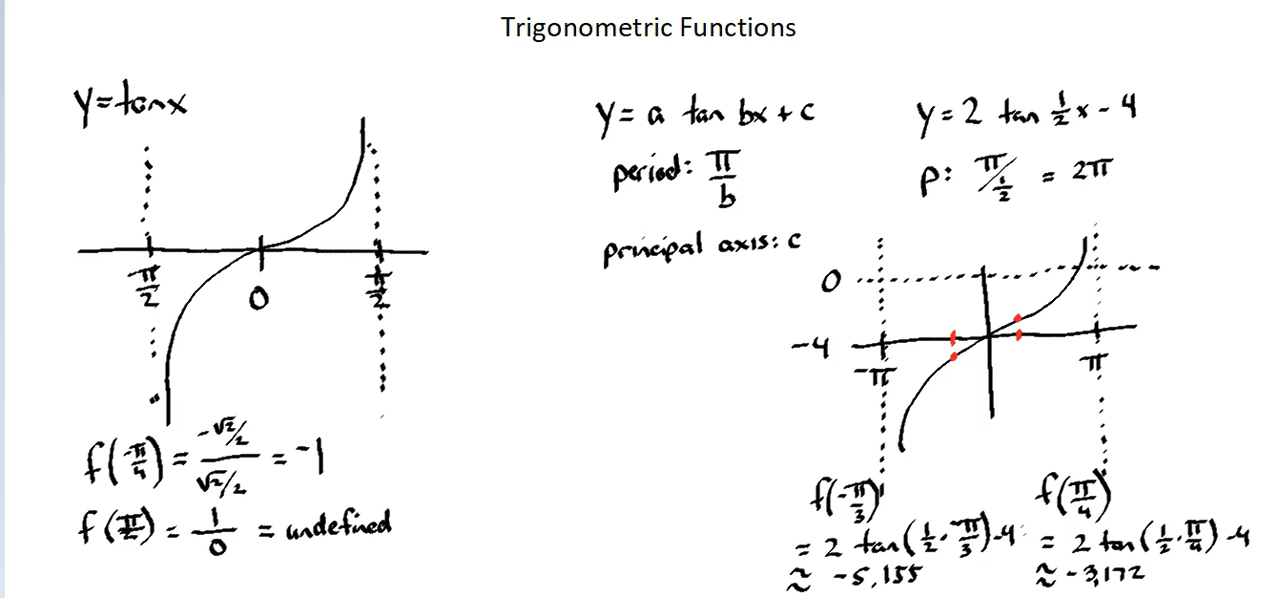 Trigonometric Functions
y=tanx
-π/2
0
π/2
f(-π/4) = (-√2/2)/(√2/2) = -1
f(π/2) = 1/0 = undefined
y= a tan bx + c
period: π/b
principal axis: c
y= 2 tan 1/2 x - 4
p: π/(1/2) = 2π
0
-4
-π
π
f(-π/3)
= 2 tan(1/2 · -π/3)-4
≈ -5,155
f(π/4)
= 2 tan(1/2 · π/4) -4
≈ -3,172